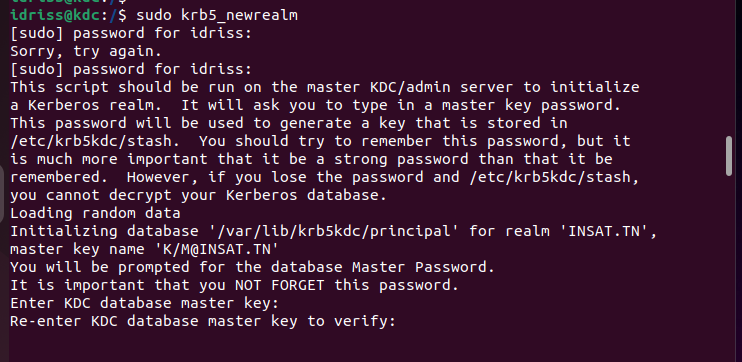 idriss@kdc:/$ sudo krb5_newrealm
[sudo] password for idriss:
Sorry, try again.
[sudo] password for idriss:
This script should be run on the master KDC/admin server to initialize
a Kerberos realm.  It will ask you to type in a master key password.
This password will be used to generate a key that is stored in
/etc/krb5kdc/stash.  You should try to remember this password, but it
is much more important that it be a strong password than that it be
remembered.  However, if you lose the password and /etc/krb5kdc/stash,
you cannot decrypt your Kerberos database.
Loading random data
Initializing database '/var/lib/krb5kdc/principal' for realm 'INSAT.TN',
master key name 'K/M@INSAT.TN'
You will be prompted for the database Master Password.
It is important that you NOT FORGET this password.
Enter KDC database master key:
Re-enter KDC database master key to verify: